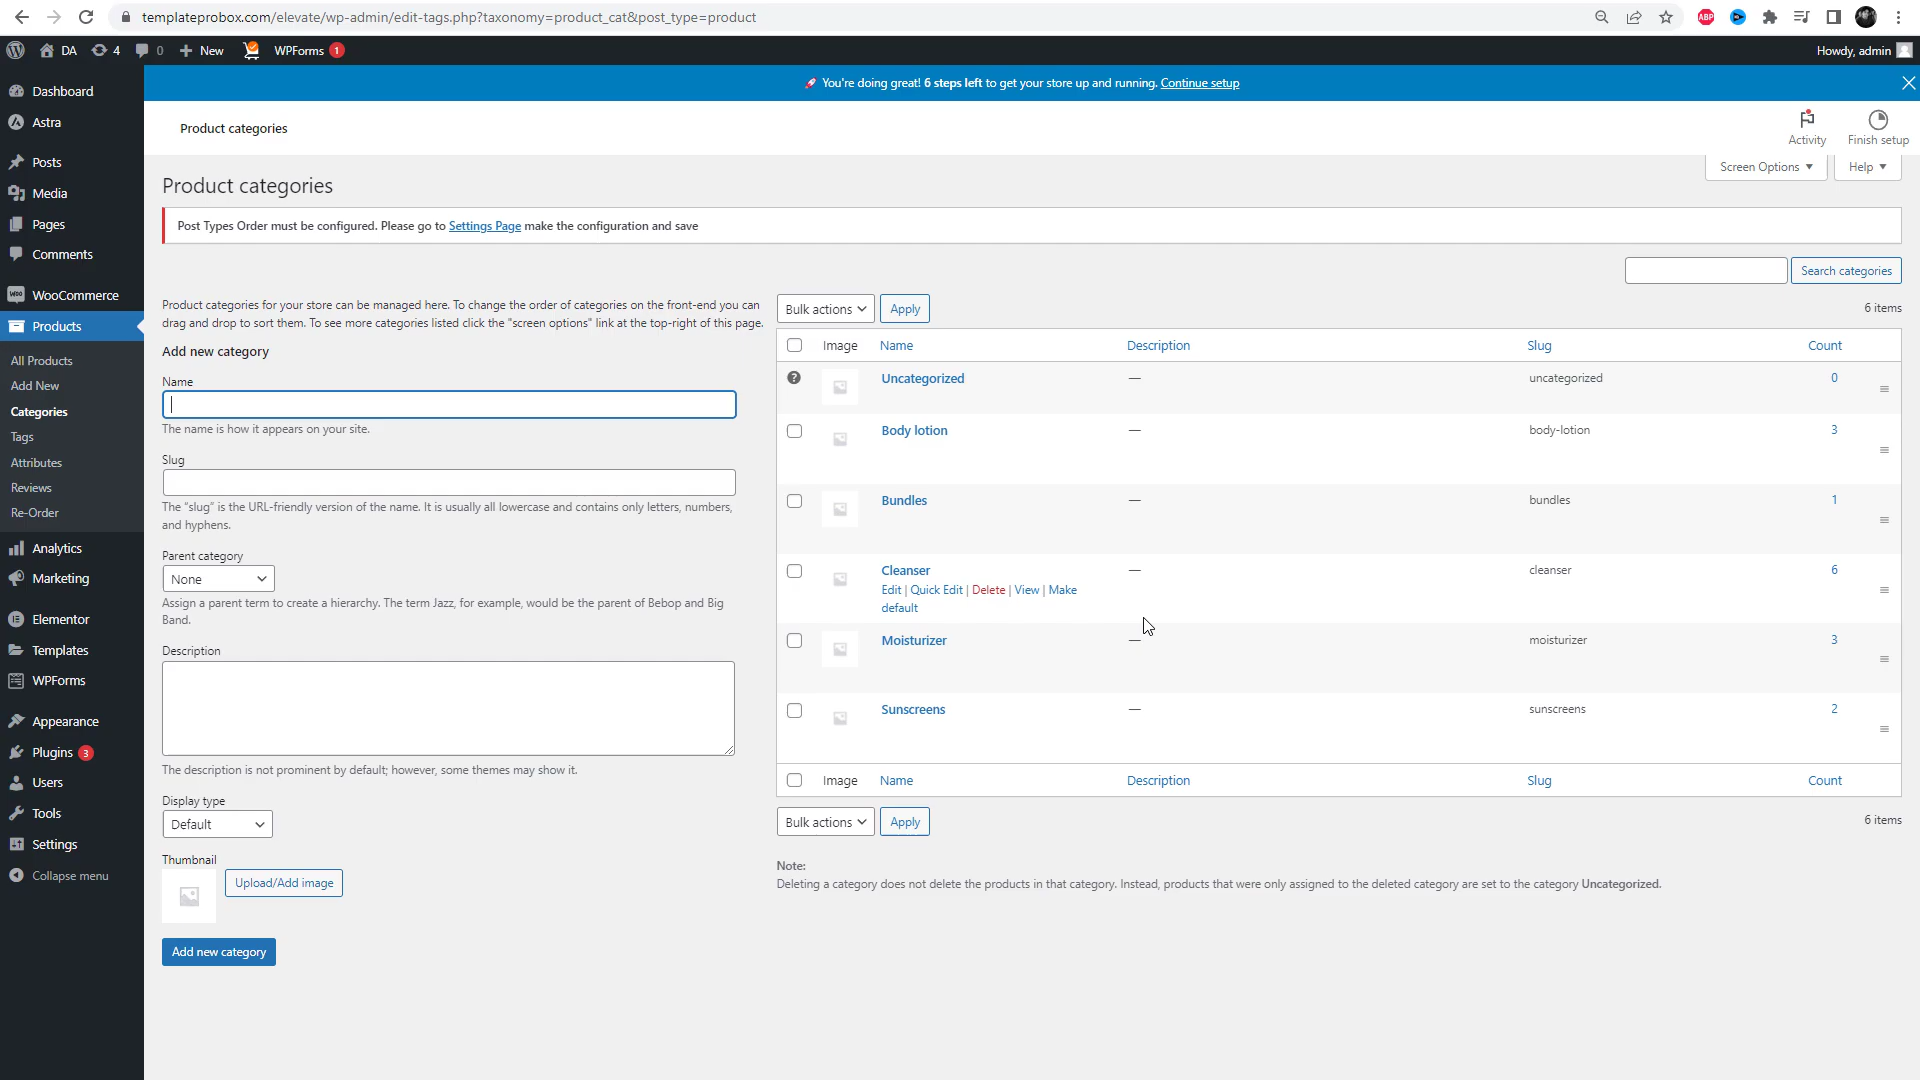 templateprobox.com/elevate/wp-admin/edit-tags.php?taxonomy=product_cat&post_type=product
ABP
DA
4
0
New
WPForms 1
Howdy, admin
You're doing great! 6 steps left to get your store up and running. Continue setup
Product categories
Activity
Finish setup
Dashboard
Astra
Posts
Media
Pages
Comments
WooCommerce
Products
All Products
Add New
Categories
Tags
Attributes
Reviews
Re-Order
Analytics
Marketing
Elementor
Templates
WPForms
Appearance
Plugins 3
Users
Tools
Settings
Collapse menu
Screen Options
Help
Product categories
Post Types Order must be configured. Please go to Settings Page make the configuration and save
Search categories
Product categories for your store can be managed here. To change the order of categories on the front-end you can
drag and drop to sort them. To see more categories listed click the "screen options" link at the top-right of this page.
Add new category
Name
The name is how it appears on your site.
Slug
The “slug” is the URL-friendly version of the name. It is usually all lowercase and contains only letters, numbers,
and hyphens.
Parent category
None
Assign a parent term to create a hierarchy. The term Jazz, for example, would be the parent of Bebop and Big
Band.
Description
The description is not prominent by default; however, some themes may show it.
Display type
Default
Thumbnail
Upload/Add image
Add new category
Bulk actions
Apply
6 items
Image Name Description Slug Count
Uncategorized — uncategorized 0
Body lotion — body-lotion 3
Bundles — bundles 1
Cleanser — cleanser 6
Edit | Quick Edit | Delete | View | Make
default
Moisturizer — moisturizer 3
Sunscreens — sunscreens 2
Image Name Description Slug Count
Bulk actions
Apply
6 items
Note:
Deleting a category does not delete the products in that category. Instead, products that were only assigned to the deleted category are set to the category Uncategorized.